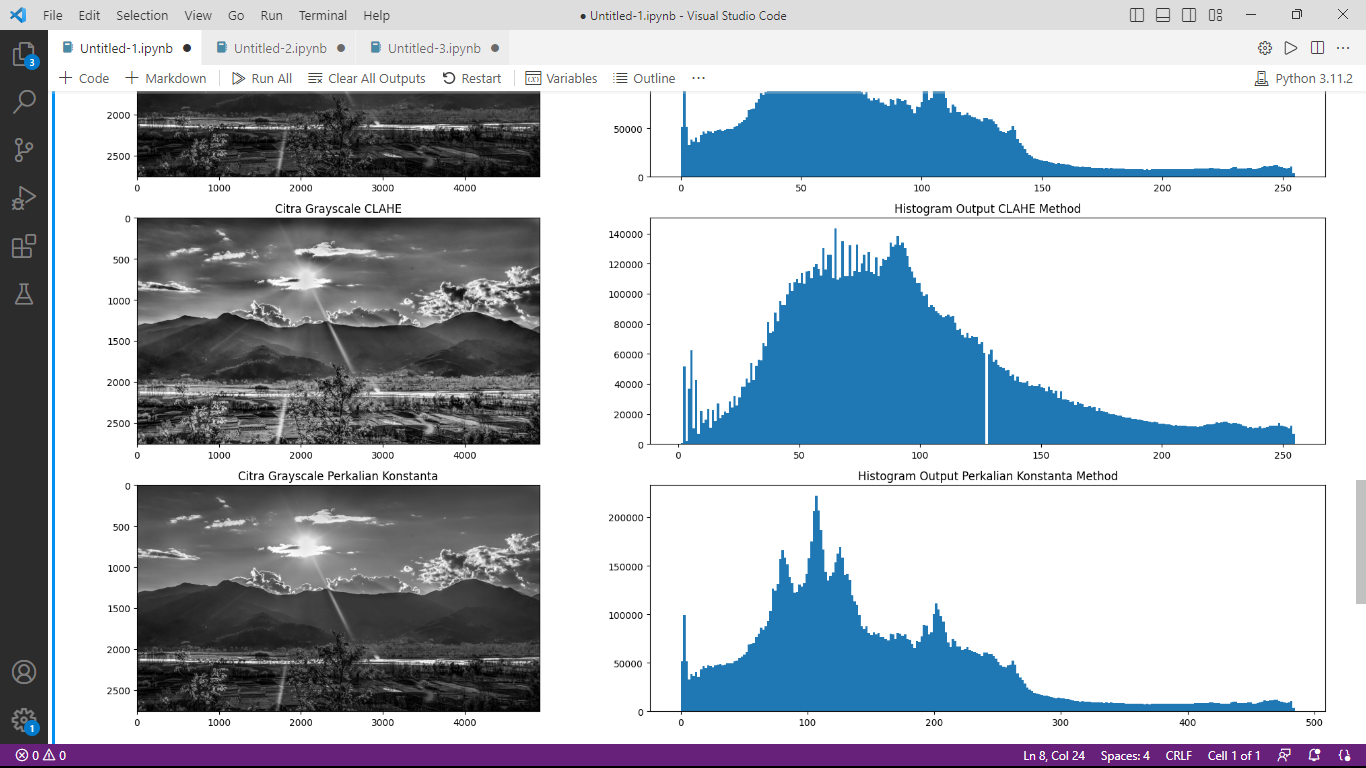 File Edit Selection View Go Run Terminal Help
● Untitled-1.ipynb - Visual Studio Code
Untitled-1.ipynb ● Untitled-2.ipynb ● Untitled-3.ipynb ●
+ Code + Markdown Run All Clear All Outputs Restart Variables Outline ... Python 3.11.2
3
2000
2500
0 1000 2000 3000 4000
50000
0
0 50 100 150 200 250
Citra Grayscale CLAHE
0
500
1000
1500
2000
2500
0 1000 2000 3000 4000
Histogram Output CLAHE Method
140000
120000
100000
80000
60000
40000
20000
0
0 50 100 150 200 250
Citra Grayscale Perkalian Konstanta
0
500
1000
1500
2000
2500
0 1000 2000 3000 4000
Histogram Output Perkalian Konstanta Method
200000
150000
100000
50000
0
0 100 200 300 400 500
1
0 0 Ln 8, Col 24 Spaces: 4 CRLF Cell 1 of 1